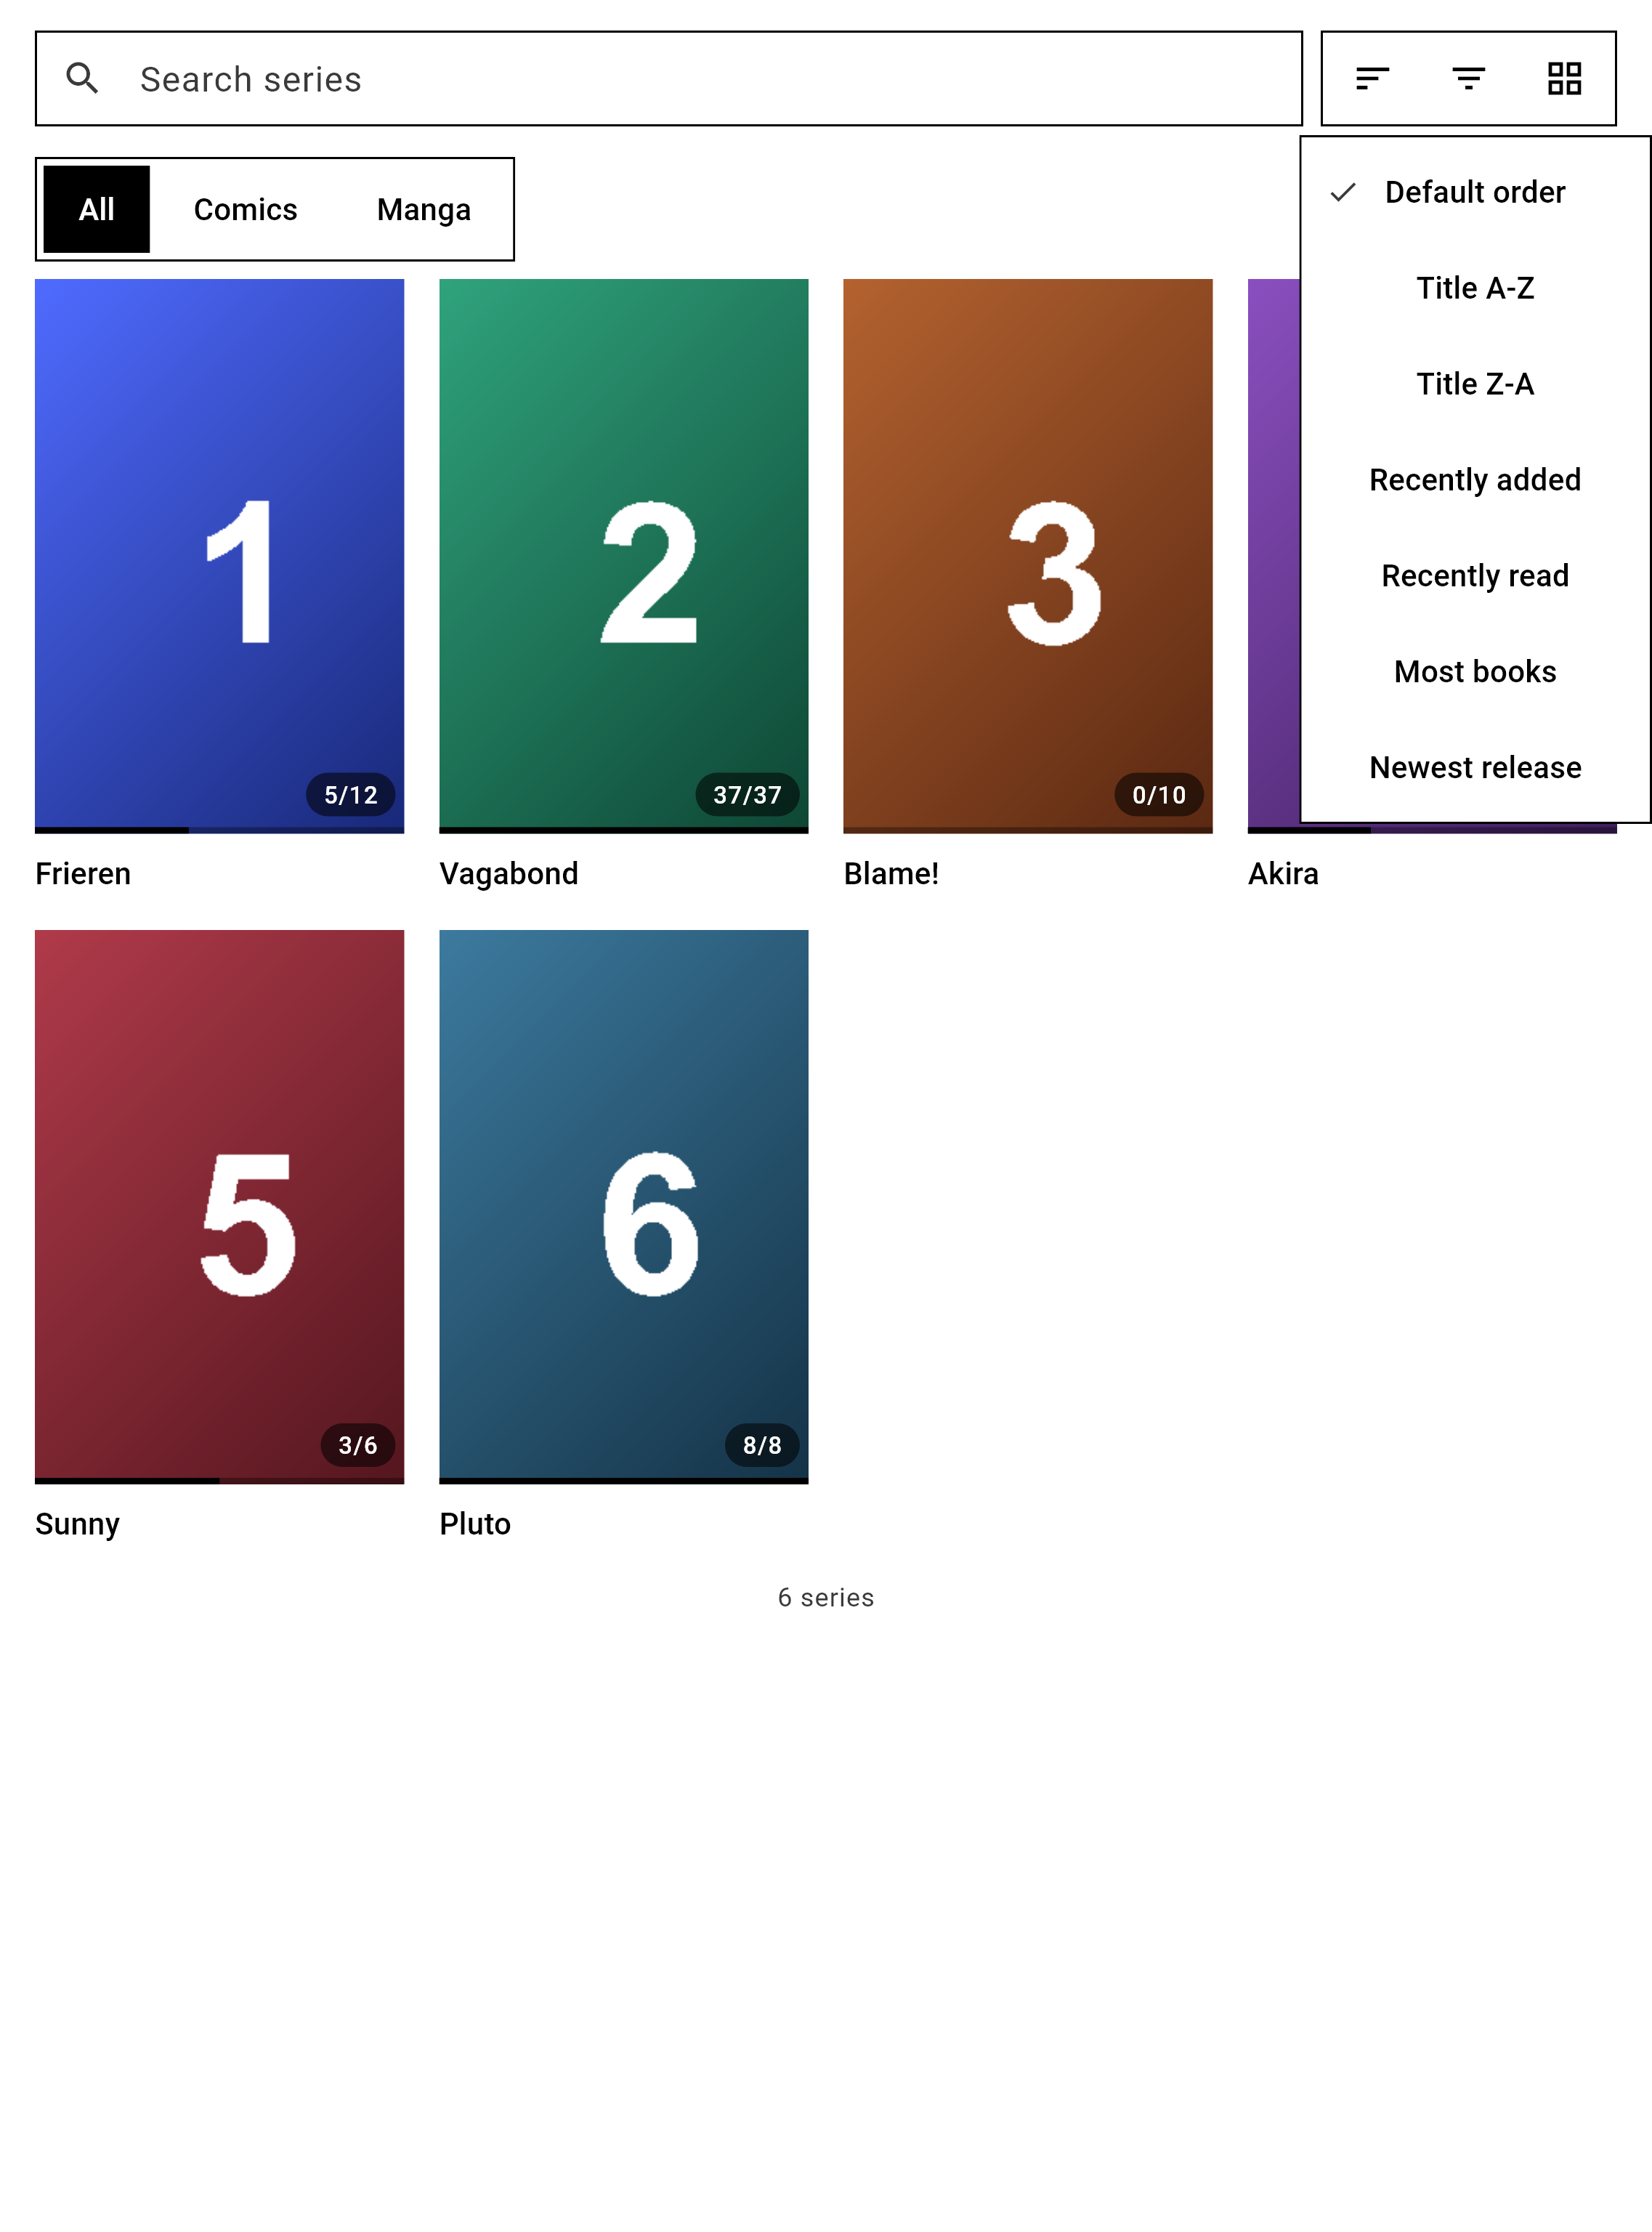 Search series
All Comics Manga
Default order
Title A-Z
Title Z-A
Recently added
Recently read
Most books
Newest release
1
5/12
Frieren
2
37/37
Vagabond
3
0/10
Blame!
Akira
5
3/6
Sunny
6
8/8
Pluto
6 series